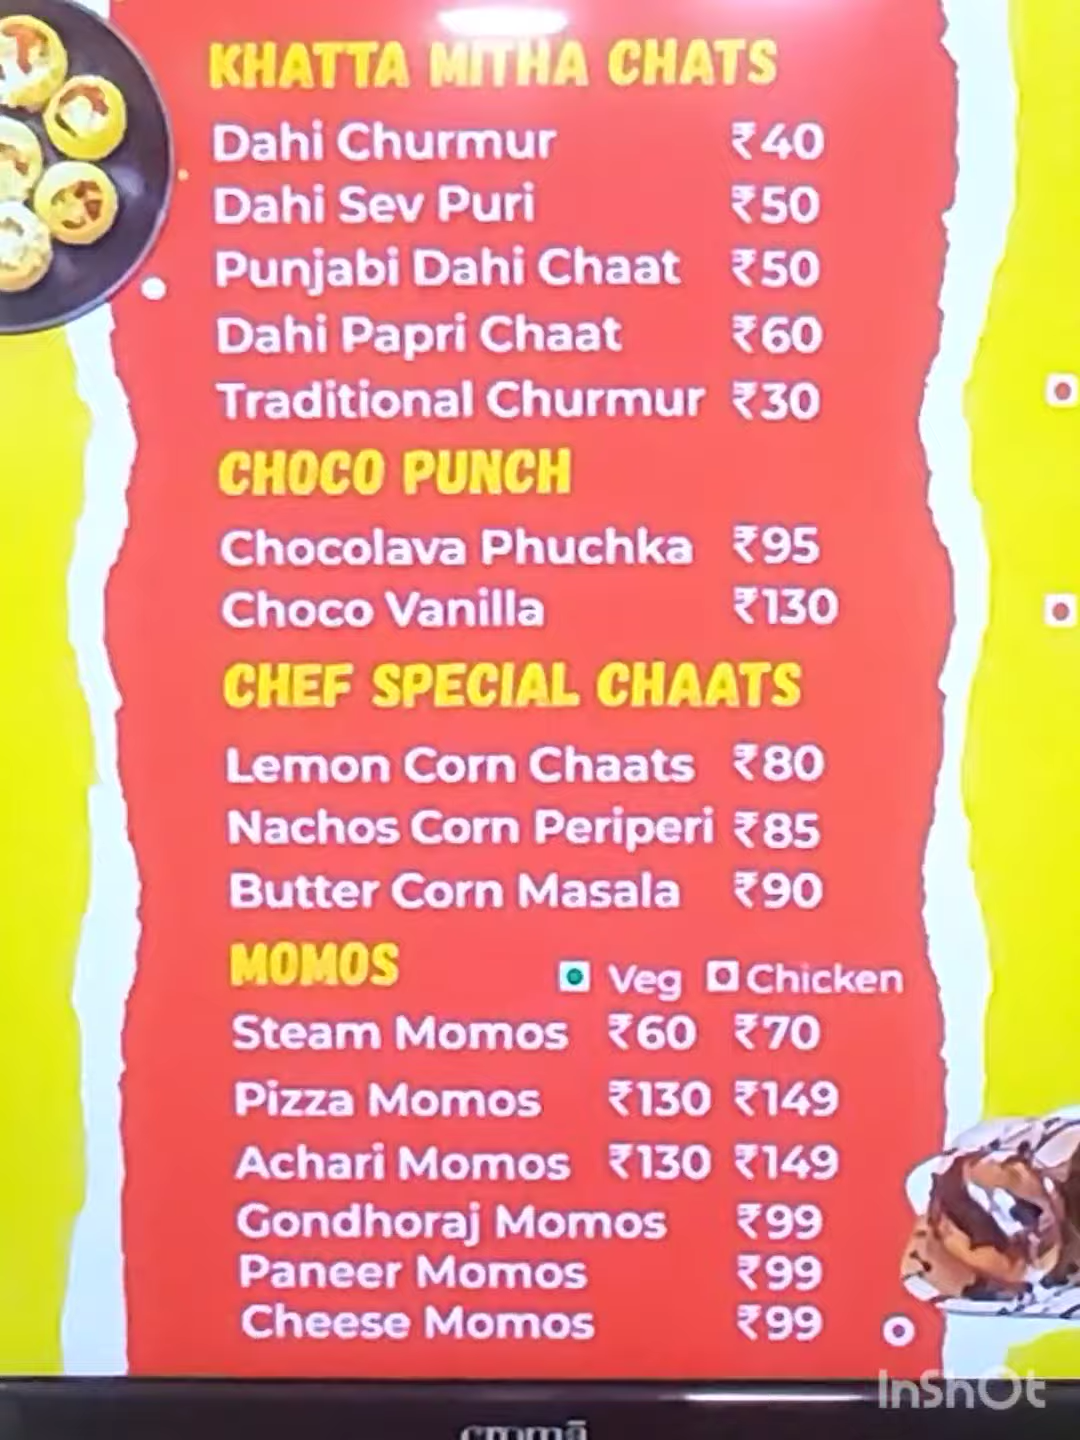 KHATTA MITHA CHATS
Dahi Churmur ₹40
Dahi Sev Puri ₹50
Punjabi Dahi Chaat ₹50
Dahi Papri Chaat ₹60
Traditional Churmur ₹30
CHOCO PUNCH
Chocolava Phuchka ₹95
Choco Vanilla ₹130
CHEF SPECIAL CHAATS
Lemon Corn Chaats ₹80
Nachos Corn Periperi ₹85
Butter Corn Masala ₹90
MOMOS Veg Chicken
Steam Momos ₹60 ₹70
Pizza Momos ₹130 ₹149
Achari Momos ₹130 ₹149
Gondhoraj Momos ₹99
Paneer Momos ₹99
Cheese Momos ₹99
InShOt
cromā